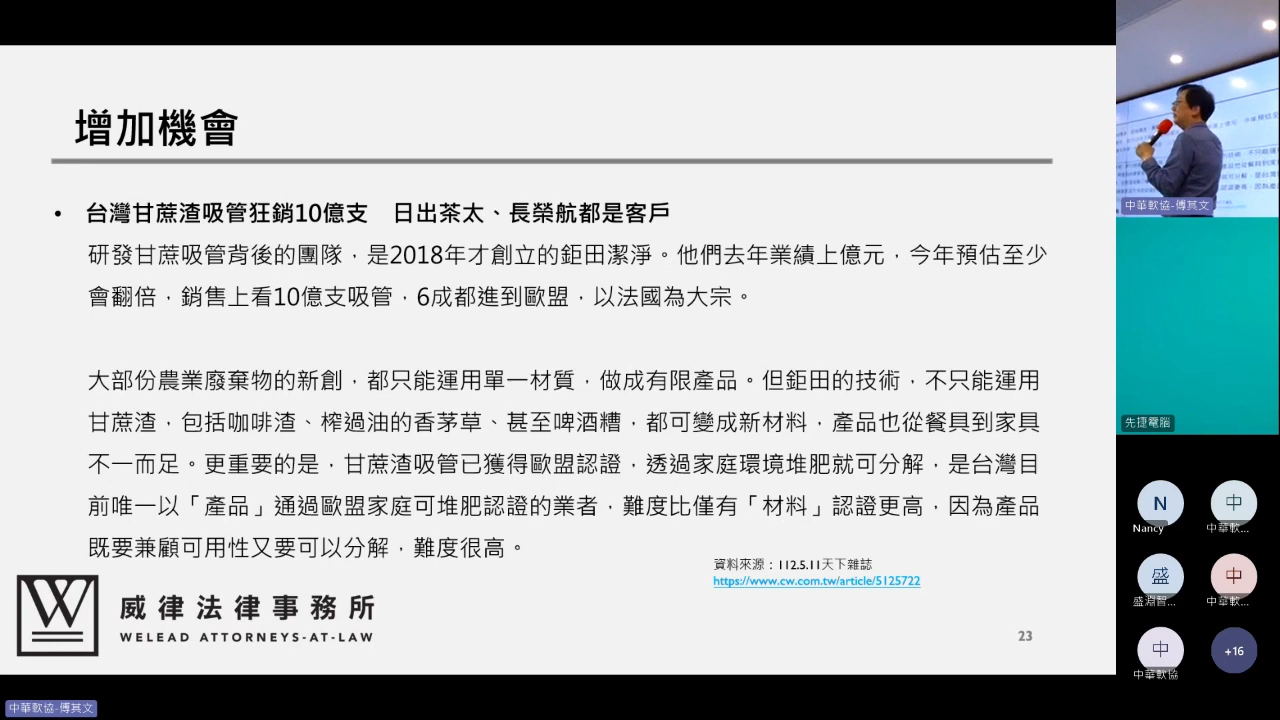 增加機會
• 台灣甘蔗渣吸管狂銷10億支　日出茶太、長榮航都是客戶
研發甘蔗吸管背後的團隊，是2018年才創立的鉅田潔淨。他們去年業績上億元，今年預估至少
會翻倍，銷售上看10億支吸管，6成都進到歐盟，以法國為大宗。
大部份農業廢棄物的新創，都只能運用單一材質，做成有限產品。但鉅田的技術，不只能運用
甘蔗渣，包括咖啡渣、榨過油的香茅草、甚至啤酒糟，都可變成新材料，產品也從餐具到家具
不一而足。更重要的是，甘蔗渣吸管已獲得歐盟認證，透過家庭環境堆肥就可分解，是台灣目
前唯一以「產品」通過歐盟家庭可堆肥認證的業者，難度比僅有「材料」認證更高，因為產品
既要兼顧可用性又要可以分解，難度很高。
資料來源：112.5.11天下雜誌
https://www.cw.com.tw/article/5125722
W
威律法律事務所
WELEAD ATTORNEYS-AT-LAW
23
中華軟協-傅其文
中華軟協-傅其文
先捷電腦
N
Nancy
中
中華軟...
盛
盛淵智...
中
中華軟...
中
中華軟協
+16